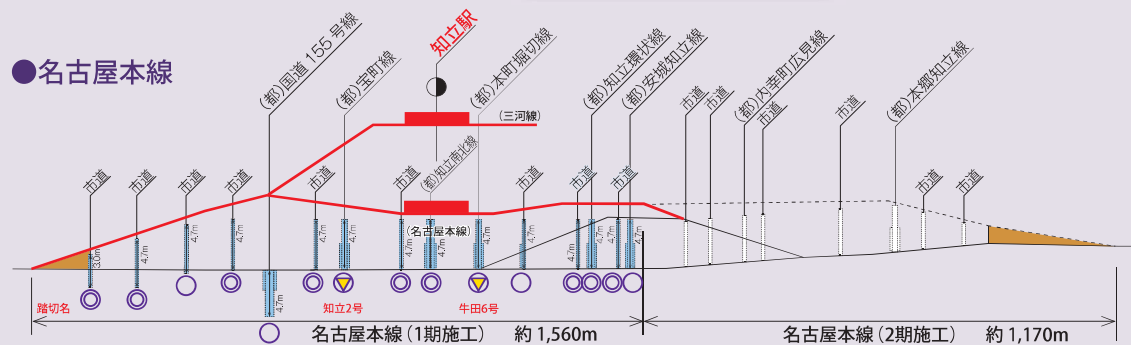 ●名古屋本線
(都)国道155号線
(都)宝町線
知立駅
(都)本町堀切線
(都)知立環状線
(都)安城知立線
市道
市道
(都)内幸町広見線
市道
市道
(都)本郷知立線
(三河線)
市道
市道
市道
市道
市道
市道
(都)知立南北線
市道
市道
市道
市道
市道
(名古屋本線)
3.0m
4.7m
4.7m
4.7m
4.7m
4.7m
4.7m
4.7m
4.7m
4.7m
4.7m
4.7m
4.7m
4.7m
4.7m
踏切名
知立2号
牛田6号
名古屋本線(1期施工) 約1,560m
名古屋本線(2期施工) 約1,170m